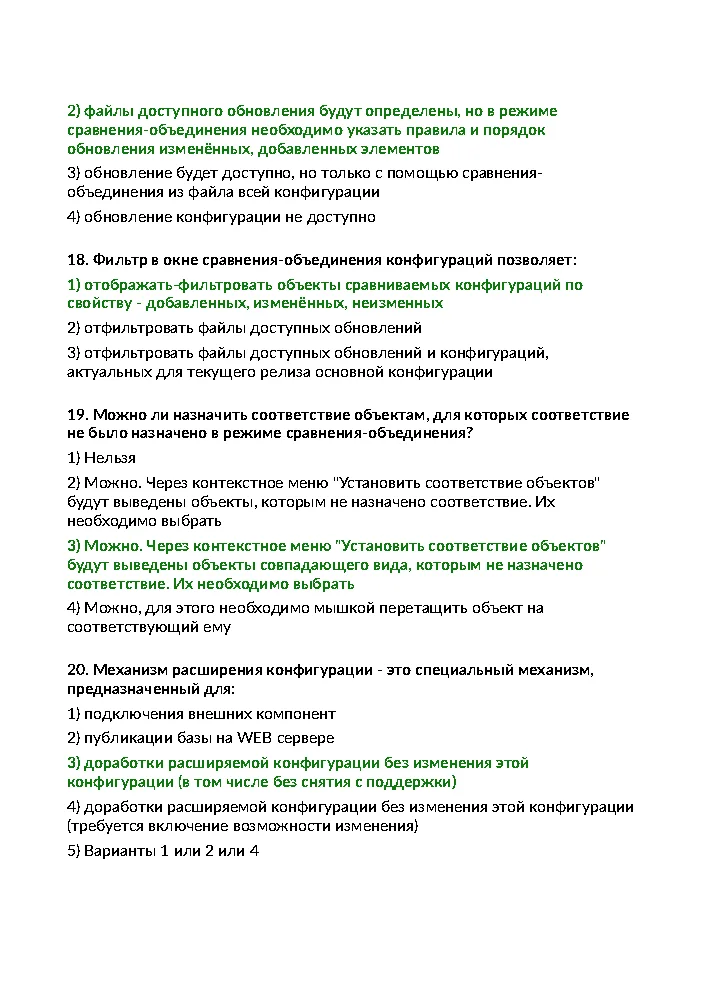 2) файлы доступного обновления будут определены, но в режиме
сравнения-объединения необходимо указать правила и порядок
обновления изменённых, добавленных элементов
3) обновление будет доступно, но только с помощью сравнения-
объединения из файла всей конфигурации
4) обновление конфигурации не доступно
18. Фильтр в окне сравнения-объединения конфигураций позволяет:
1) отображать-фильтровать объекты сравниваемых конфигураций по
свойству - добавленных, изменённых, неизменных
2) отфильтровать файлы доступных обновлений
3) отфильтровать файлы доступных обновлений и конфигураций,
актуальных для текущего релиза основной конфигурации
19. Можно ли назначить соответствие объектам, для которых соответствие
не было назначено в режиме сравнения-объединения?
1) Нельзя
2) Можно. Через контекстное меню "Установить соответствие объектов"
будут выведены объекты, которым не назначено соответствие. Их
необходимо выбрать
3) Можно. Через контекстное меню "Установить соответствие объектов"
будут выведены объекты совпадающего вида, которым не назначено
соответствие. Их необходимо выбрать
4) Можно, для этого необходимо мышкой перетащить объект на
соответствующий ему
20. Механизм расширения конфигурации - это специальный механизм,
предназначенный для:
1) подключения внешних компонент
2) публикации базы на WEB сервере
3) доработки расширяемой конфигурации без изменения этой
конфигурации (в том числе без снятия с поддержки)
4) доработки расширяемой конфигурации без изменения этой конфигурации
(требуется включение возможности изменения)
5) Варианты 1 или 2 или 4